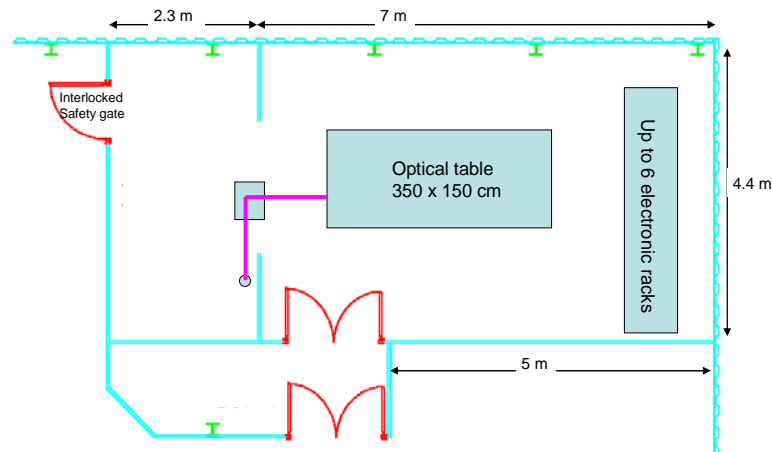 2.3 m
7 m
Interlocked
Safety gate
Optical table
350 x 150 cm
Up to 6 electronic racks
4.4 m
5 m